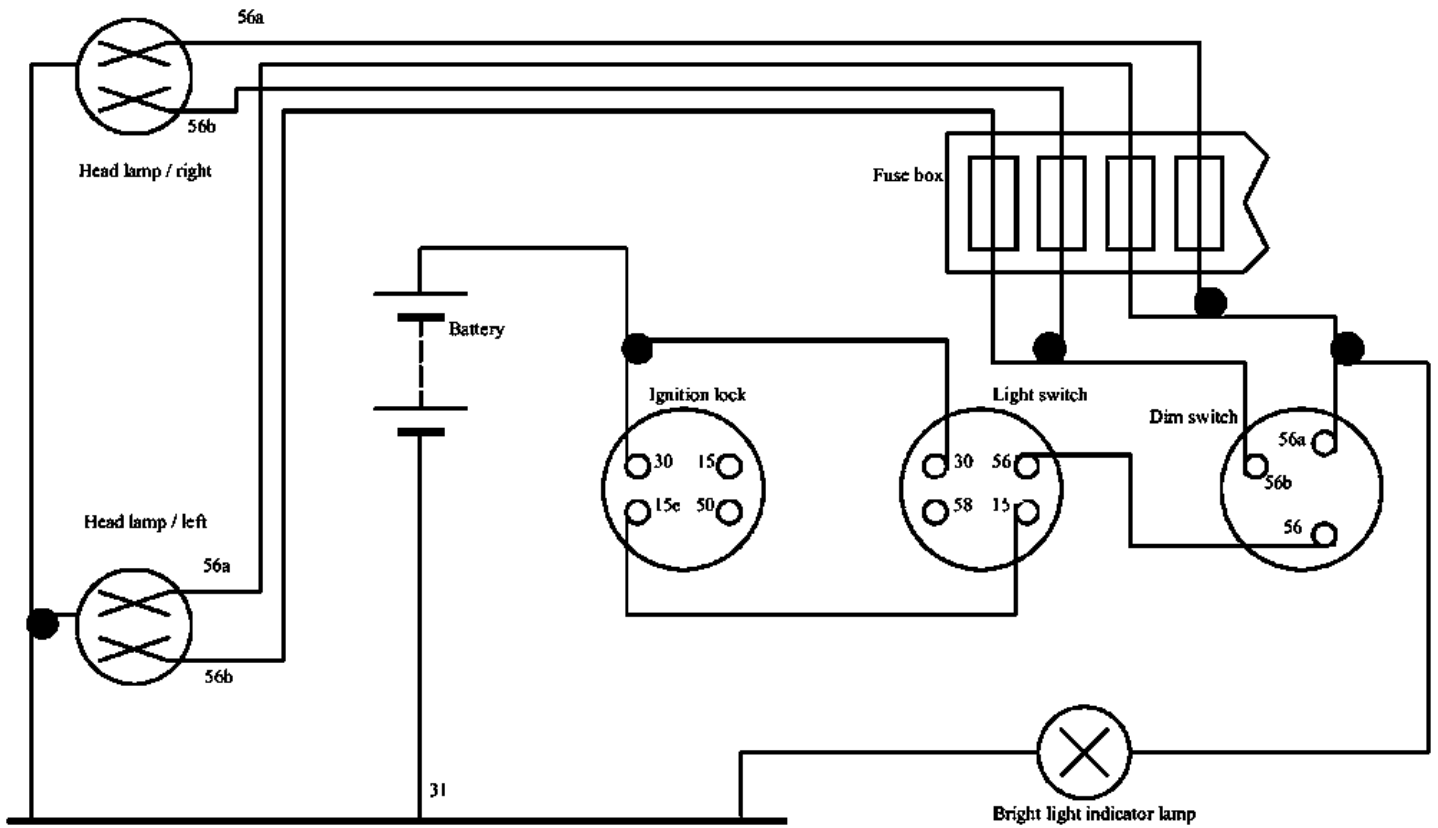 56a
56b
Head lamp / right
Fuse box
Battery
Ignition lock
Light switch
Dim switch
30 15
15e 50
30 56
58 15
56a
56b
56
Head lamp / left
56a
56b
31
Bright light indicator lamp